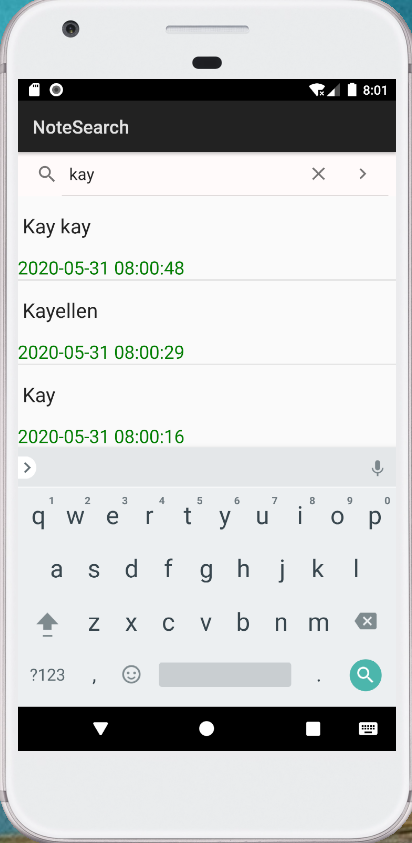 8:01
NoteSearch
kay
Kay kay
2020-05-31 08:00:48
Kayellen
2020-05-31 08:00:29
Kay
2020-05-31 08:00:16
1 2 3 4 5 6 7 8 9 0
q w e r t y u i o p
a s d f g h j k l
z x c v b n m
?123 , .